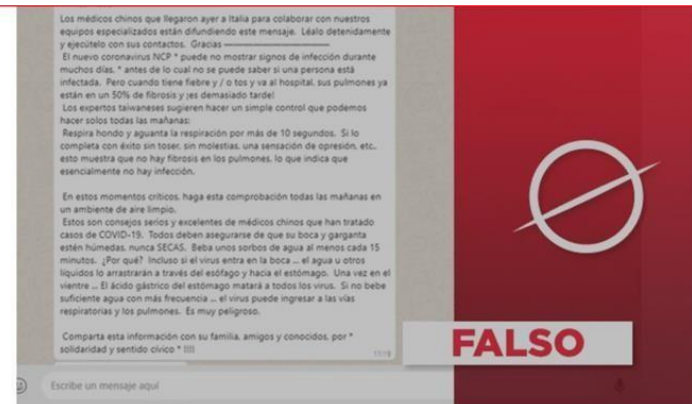 Los médicos chinos que llegaron ayer a Italia para colaborar con nuestros
equipos especializados están difundiendo este mensaje. Léalo detenidamente
y ejecútelo con sus contactos. Gracias ——————————————
El nuevo coronavirus NCP * puede no mostrar signos de infección durante
muchos días, * antes de lo cual no se puede saber si una persona está
infectada. Pero cuando tiene fiebre y / o tos y va al hospital, sus pulmones ya
están en un 50% de fibrosis y ¡es demasiado tarde!
Los expertos taiwaneses sugieren hacer un simple control que podemos
hacer solos todas las mañanas:
Respira hondo y aguanta la respiración por más de 10 segundos. Si lo
completa con éxito sin toser, sin molestias, una sensación de opresión, etc.,
esto muestra que no hay fibrosis en los pulmones, lo que indica que
esencialmente no hay infección.
En estos momentos críticos, haga esta comprobación todas las mañanas en
un ambiente de aire limpio.
Estos son consejos serios y excelentes de médicos chinos que han tratado
casos de COVID-19. Todos deben asegurarse de que su boca y garganta
estén húmedas, nunca SECAS. Beba unos sorbos de agua al menos cada 15
minutos. ¿Por qué? Incluso si el virus entra en la boca ... el agua u otros
líquidos lo arrastrarán a través del esófago y hacia el estómago. Una vez en el
vientre ... El ácido gástrico del estómago matará a todos los virus. Si no bebe
suficiente agua con más frecuencia ... el virus puede ingresar a las vías
respiratorias y los pulmones. Es muy peligroso.
Comparta esta información con su familia, amigos y conocidos, por *
solidaridad y sentido cívico * !!!!
FALSO
Escribe un mensaje aquí